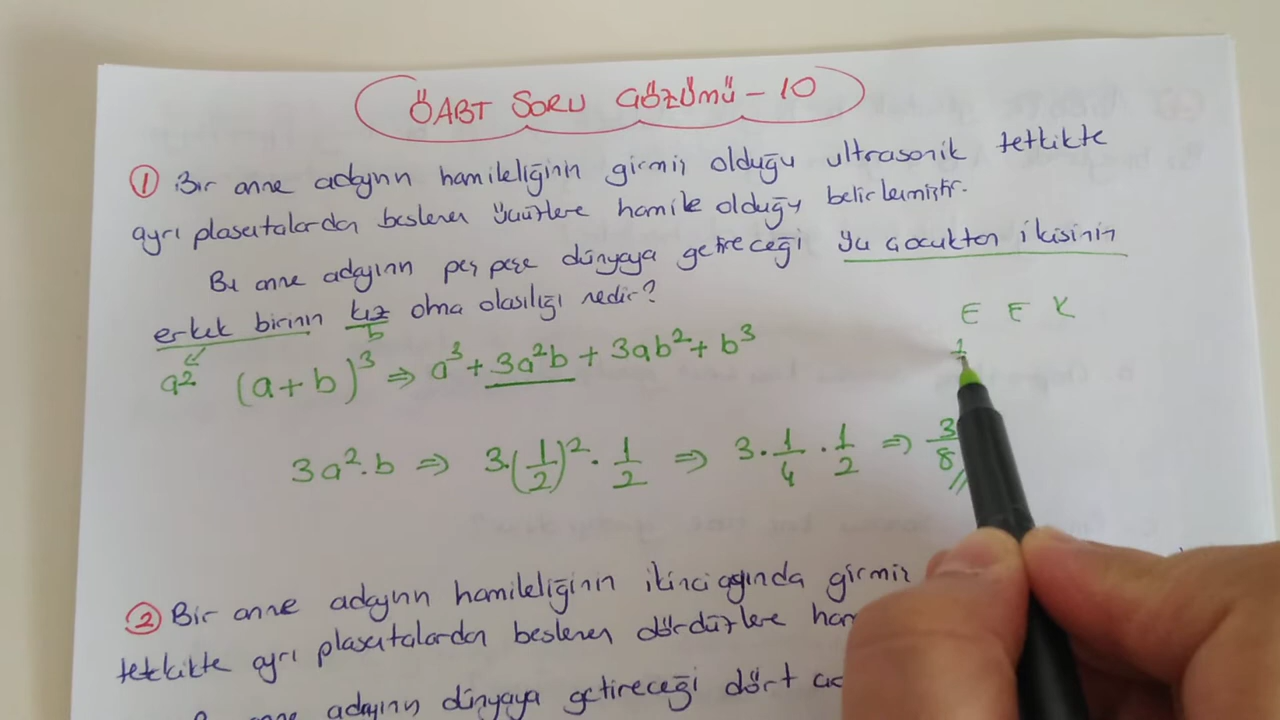 ÖABT SORU ÇÖZÜMÜ - 10
① Bir anne adayının hamileliğinin girmiş olduğu ultrasonik tetkikte
ayrı plasentalardan beslenen üçüzlere hamile olduğu belirlenmiştir.
Bu anne adayının peş peşe dünyaya getireceği üç çocuktan ikisinin
erkek birinin kız olma olasılığı nedir?
b
E E K
a² (a+b)³ ⇒ a³ + 3a²b + 3ab² + b³
1
3a².b ⇒ 3.(1/2)² . 1/2 ⇒ 3 . 1/4 . 1/2 ⇒ 3/8 //
② Bir anne adayının hamileliğinin ikinci ayında girmiş
tetkikte ayrı plasentalardan beslenen dördüzlere ham
anne adayının dünyaya getireceği dört